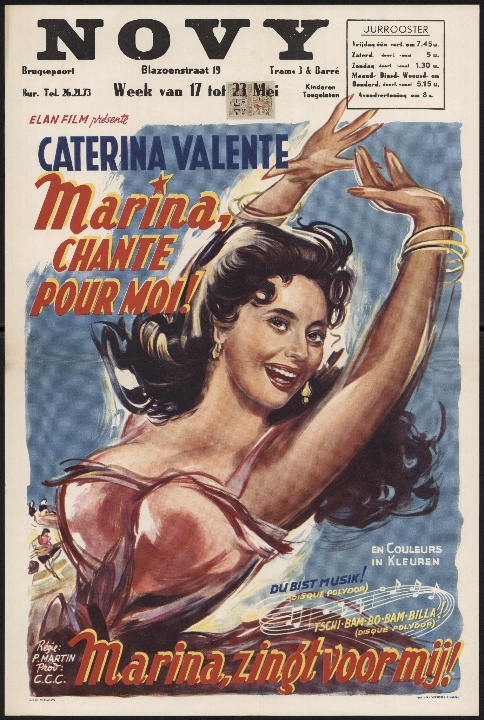 NOVY
Brugsepoort Blazoenstraat 19 Trams 3 & Barré
Bur. Tel. 26.21.73 Week van 17 tot 23 Mei Kinderen Toegelaten
JURROOSTER
Vrijdag één vert. om 7.45 u.
Zaterd. doorl. vanaf 5 u.
Zondag doorl. vanaf 1.30 u.
Maand- Dinsd- Woensd- en
Donderd. doorl. vanaf 5.15 u.
Avondvertooning om 8 u.
ELAN FILM présente
CATERINA VALENTE
Marina,
CHANTE
POUR MOI!
EN COULEURS
IN KLEUREN
DU BIST MUSIK!
(DISQUE POLYDOR)
TSCHI-BAM-BO-BAM-BILLA!
(DISQUE POLYDOR)
Régie:
P. MARTIN
Prod:
C.C.C.
Marina, zingt voor mij!